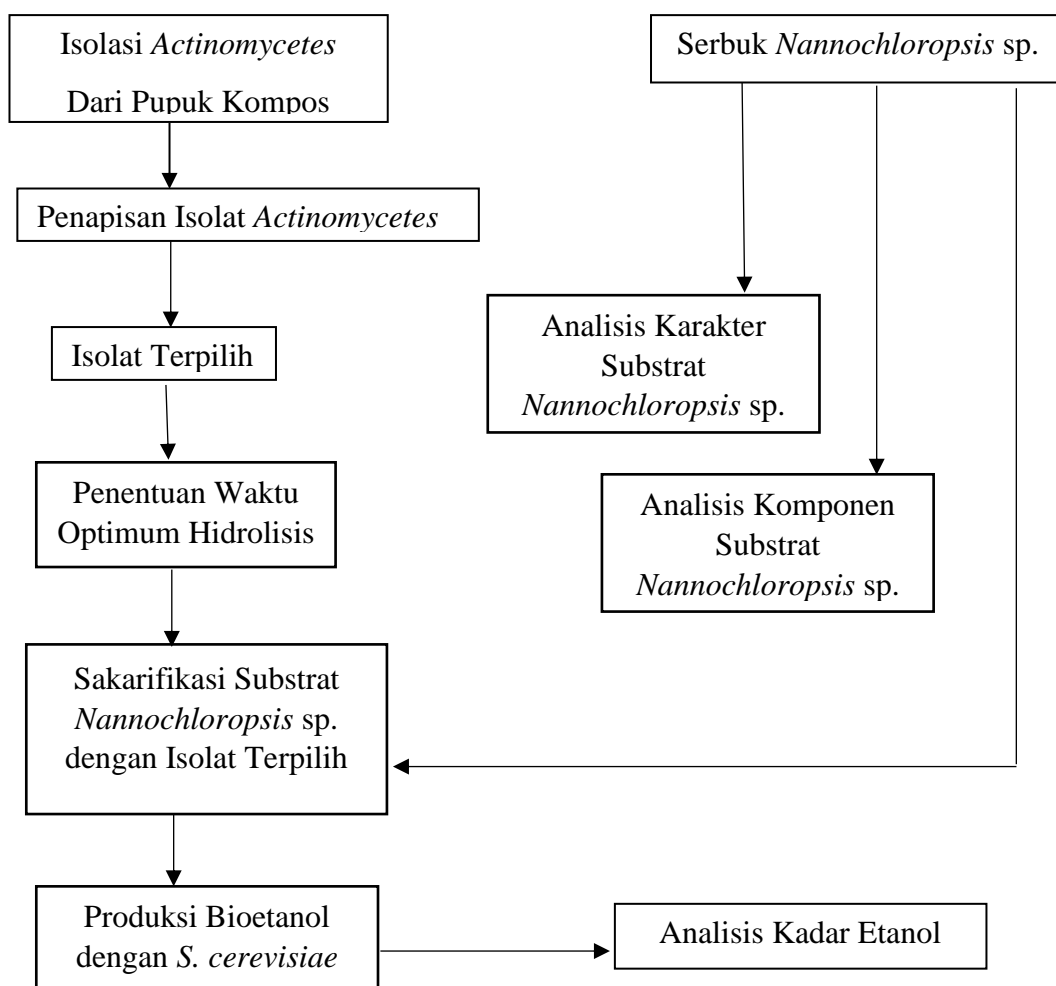 Isolasi Actinomycetes
Dari Pupuk Kompos
Serbuk Nannochloropsis sp.
Penapisan Isolat Actinomycetes
Isolat Terpilih
Analisis Karakter
Substrat
Nannochloropsis sp.
Penentuan Waktu
Optimum Hidrolisis
Analisis Komponen
Substrat
Nannochloropsis sp.
Sakarifikasi Substrat
Nannochloropsis sp.
dengan Isolat Terpilih
Produksi Bioetanol
dengan S. cerevisiae
Analisis Kadar Etanol